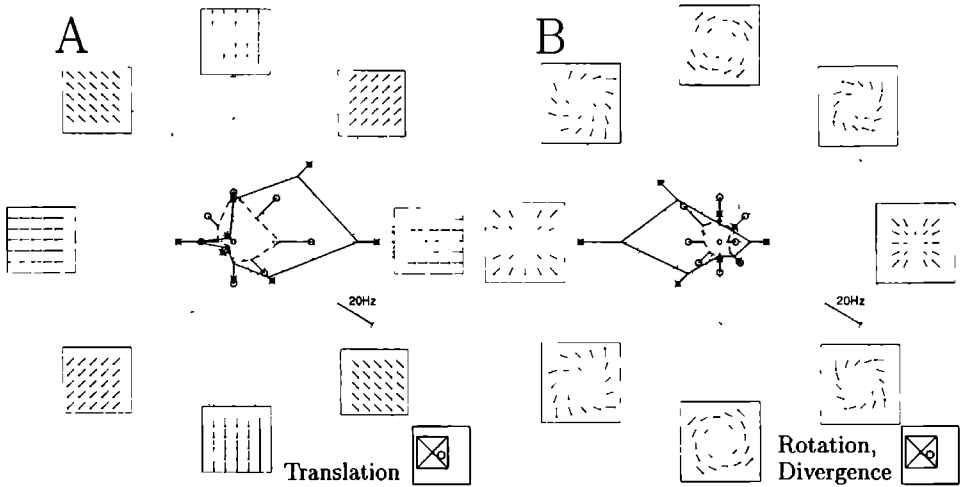 A
B
20Hz
20Hz
Translation
Rotation,
Divergence